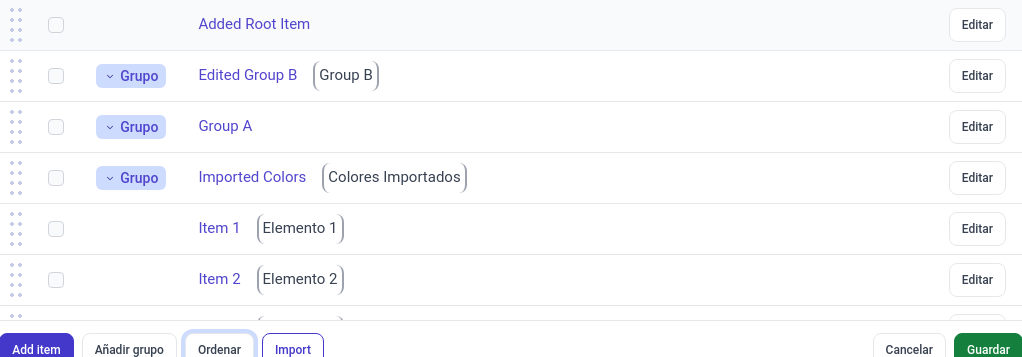 Added Root Item Editar
Grupo Edited Group B Group B Editar
Grupo Group A Editar
Grupo Imported Colors Colores Importados Editar
Item 1 Elemento 1 Editar
Item 2 Elemento 2 Editar
Add item Añadir grupo Ordenar Import Cancelar Guardar